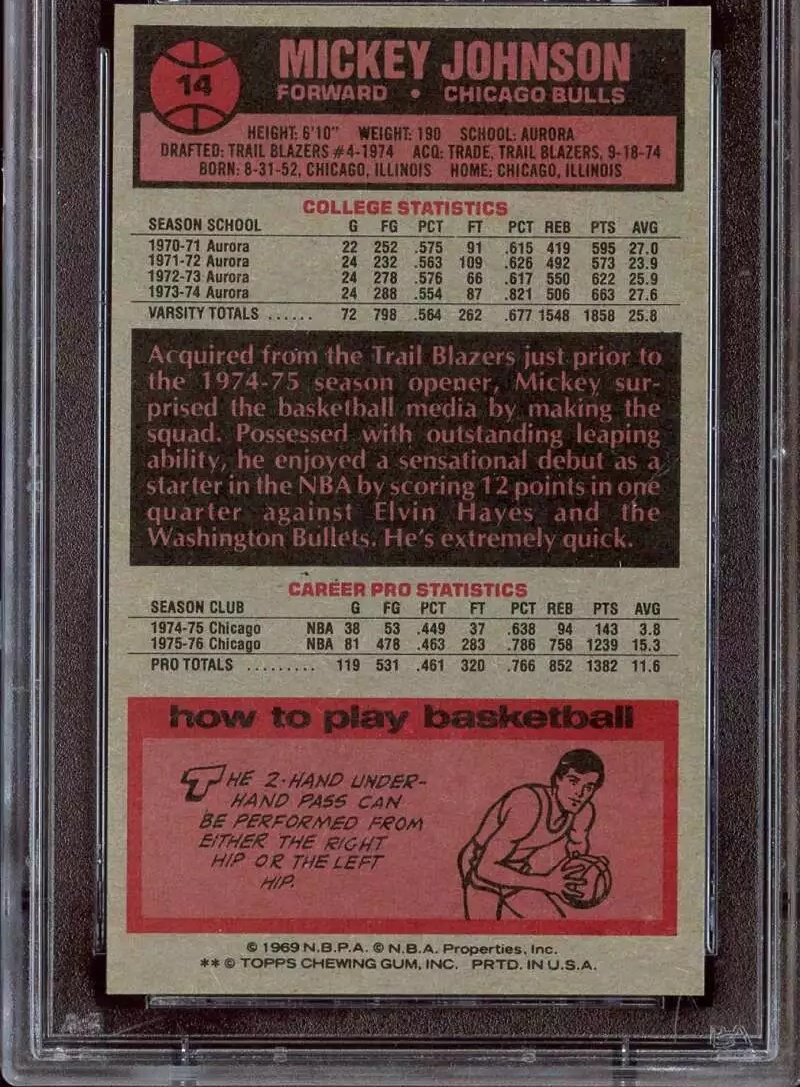 14
MICKEY JOHNSON
FORWARD • CHICAGO BULLS
HEIGHT: 6'10" WEIGHT: 190 SCHOOL: AURORA
DRAFTED: TRAIL BLAZERS #4-1974 ACQ: TRADE, TRAIL BLAZERS, 9-18-74
BORN: 8-31-52, CHICAGO, ILLINOIS HOME: CHICAGO, ILLINOIS
COLLEGE STATISTICS
SEASON SCHOOL G FG PCT FT PCT REB PTS AVG
1970-71 Aurora 22 252 .575 91 .615 419 595 27.0
1971-72 Aurora 24 232 .563 109 .626 492 573 23.9
1972-73 Aurora 24 278 .576 66 .617 550 622 25.9
1973-74 Aurora 24 288 .554 87 .821 506 663 27.6
VARSITY TOTALS ...... 72 798 .564 262 .677 1548 1858 25.8
Acquired from the Trail Blazers just prior to
the 1974-75 season opener, Mickey sur-
prised the basketball media by making the
squad. Possessed with outstanding leaping
ability, he enjoyed a sensational debut as a
starter in the NBA by scoring 12 points in one
quarter against Elvin Hayes and the
Washington Bullets. He's extremely quick.
CAREER PRO STATISTICS
SEASON CLUB G FG PCT FT PCT REB PTS AVG
1974-75 Chicago NBA 38 53 .449 37 .638 94 143 3.8
1975-76 Chicago NBA 81 478 .463 283 .786 758 1239 15.3
PRO TOTALS ......... 119 531 .461 320 .766 852 1382 11.6
how to play basketball
THE 2-HAND UNDER-
HAND PASS CAN
BE PERFORMED FROM
EITHER THE RIGHT
HIP OR THE LEFT
HIP.
© 1969 N.B.P.A. © N.B.A. Properties, Inc.
** © TOPPS CHEWING GUM, INC. PRTD. IN U.S.A.